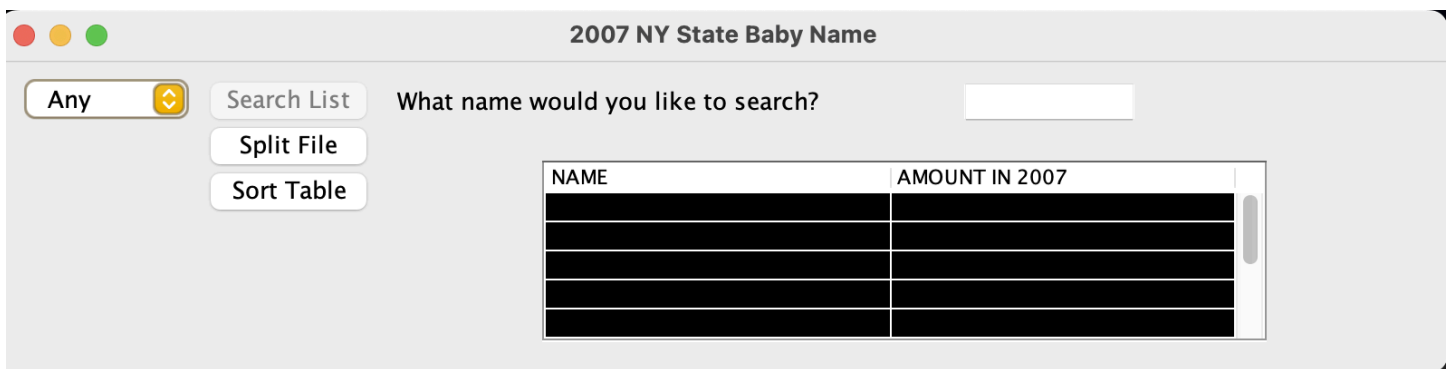 2007 NY State Baby Name
Any
Search List
What name would you like to search?
Split File
Sort Table
NAME
AMOUNT IN 2007